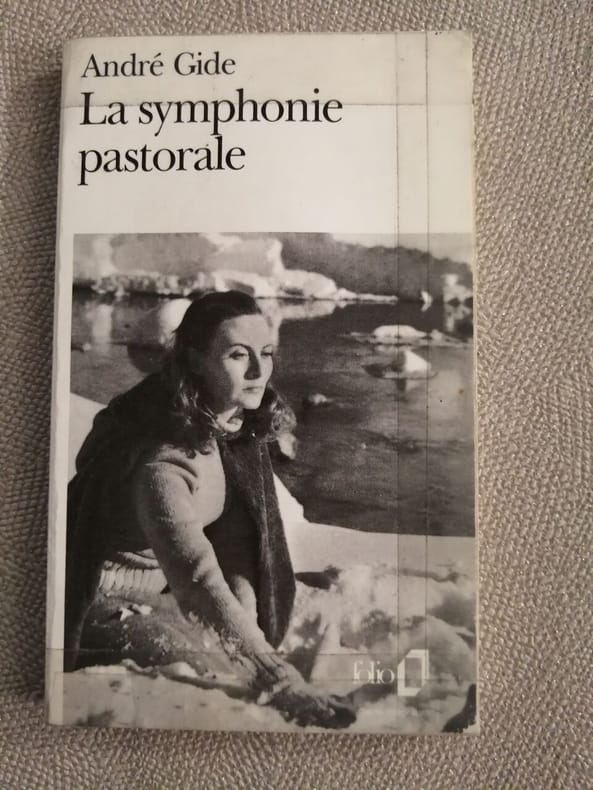 André Gide
La symphonie
pastorale
folio